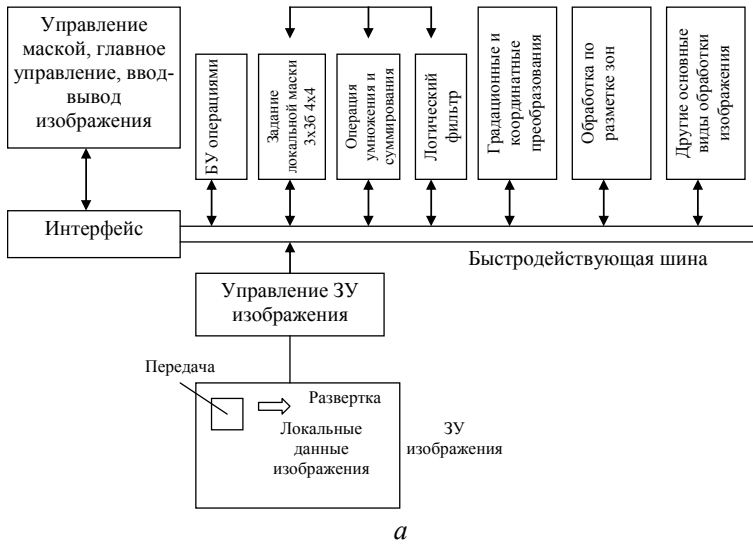 Управление
маской, главное
управление, ввод-
вывод
изображения
БУ операциями
Задание
локальной маски
3х3б 4х4
Операция
умножения и
суммирования
Логический
фильтр
Градационные и
координатные
преобразования
Обработка по
разметке зон
Другие основные
виды обработки
изображения
Интерфейс
Быстродействующая шина
Управление ЗУ
изображения
Передача
Развертка
Локальные
данные
изображения
ЗУ
изображения
а